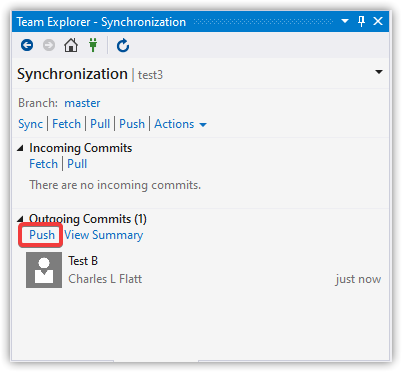 Team Explorer - Synchronization
Synchronization | test3
Branch: master
Sync | Fetch | Pull | Push | Actions
Incoming Commits
Fetch | Pull
There are no incoming commits.
Outgoing Commits (1)
Push View Summary
Test B
Charles L Flatt just now